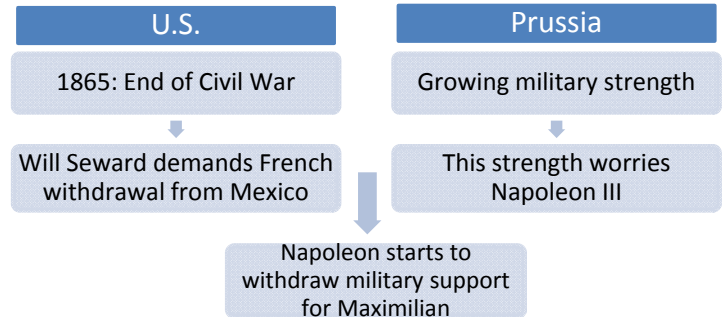 U.S.
1865: End of Civil War
Will Seward demands French
withdrawal from Mexico
Prussia
Growing military strength
This strength worries
Napoleon III
Napoleon starts to
withdraw military support
for Maximilian